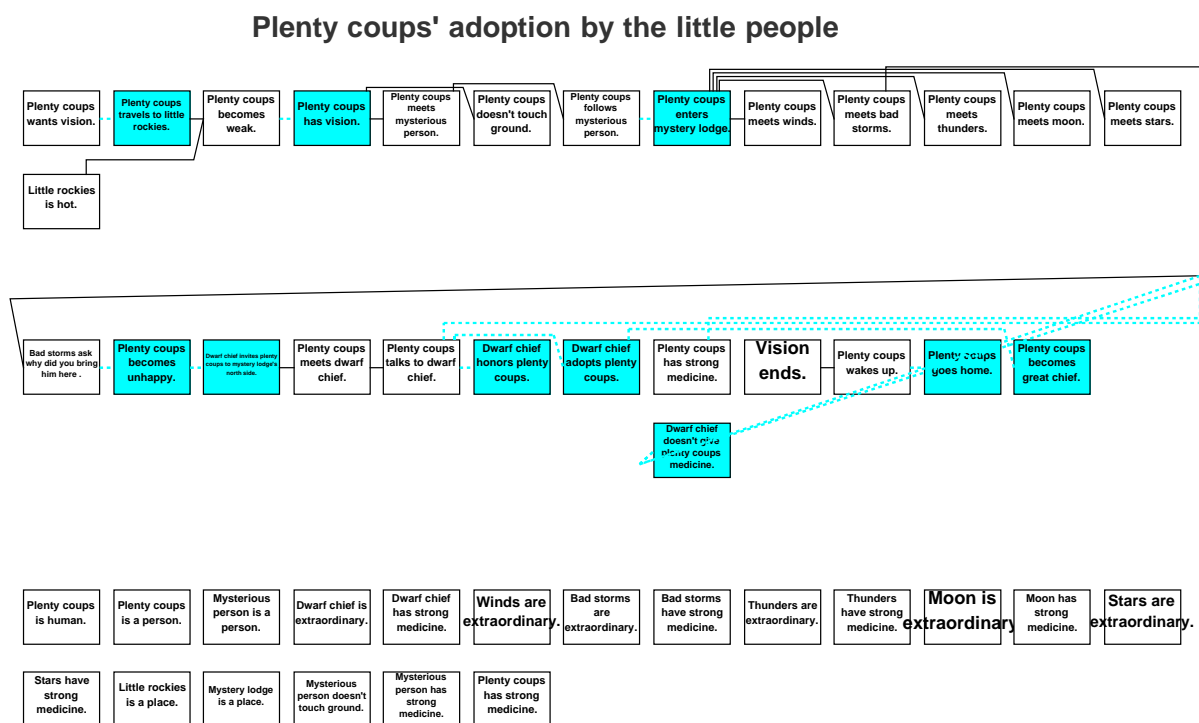 Plenty coups' adoption by the little people
Plenty coups
wants vision.
Plenty coups
travels to little
rockies.
Plenty coups
becomes
weak.
Plenty coups
has vision.
Plenty coups
meets
mysterious
person.
Plenty coups
doesn't touch
ground.
Plenty coups
follows
mysterious
person.
Plenty coups
enters
mystery lodge.
Plenty coups
meets winds.
Plenty coups
meets bad
storms.
Plenty coups
meets
thunders.
Plenty coups
meets moon.
Plenty coups
meets stars.
Little rockies
is hot.
Bad storms ask
why did you bring
him here .
Plenty coups
becomes
unhappy.
Dwarf chief invites plenty
coups to mystery lodge's
north side.
Plenty coups
meets dwarf
chief.
Plenty coups
talks to dwarf
chief.
Dwarf chief
honors plenty
coups.
Dwarf chief
adopts plenty
coups.
Plenty coups
has strong
medicine.
Vision
ends.
Plenty coups
wakes up.
Plenty coups
goes home.
Plenty coups
becomes
great chief.
Dwarf chief
doesn't give
plenty coups
medicine.
Plenty coups
is human.
Plenty coups
is a person.
Mysterious
person is a
person.
Dwarf chief is
extraordinary.
Dwarf chief
has strong
medicine.
Winds are
extraordinary.
Bad storms
are
extraordinary.
Bad storms
have strong
medicine.
Thunders are
extraordinary.
Thunders
have strong
medicine.
Moon is
extraordinary
Moon has
strong
medicine.
Stars are
extraordinary.
Stars have
strong
medicine.
Little rockies
is a place.
Mystery lodge
is a place.
Mysterious
person doesn't
touch ground.
Mysterious
person has
strong
medicine.
Plenty coups
has strong
medicine.